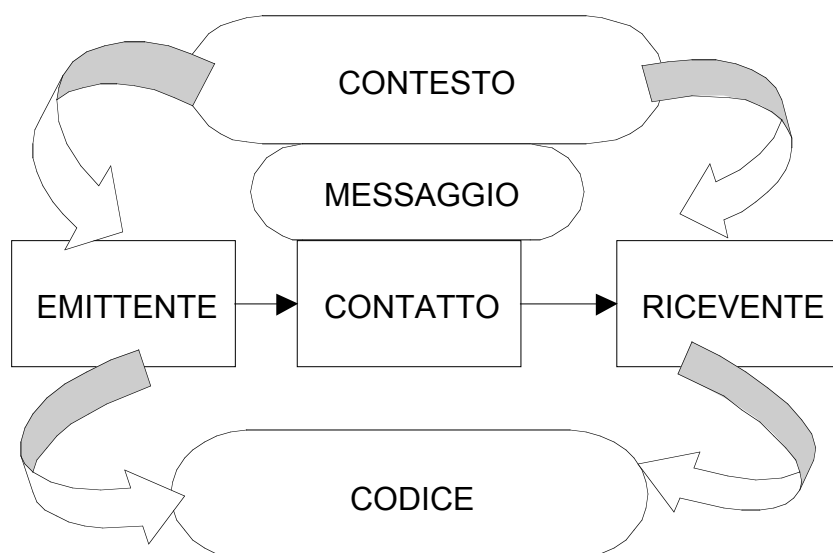 CONTESTO
MESSAGGIO
EMITTENTE
CONTATTO
RICEVENTE
CODICE